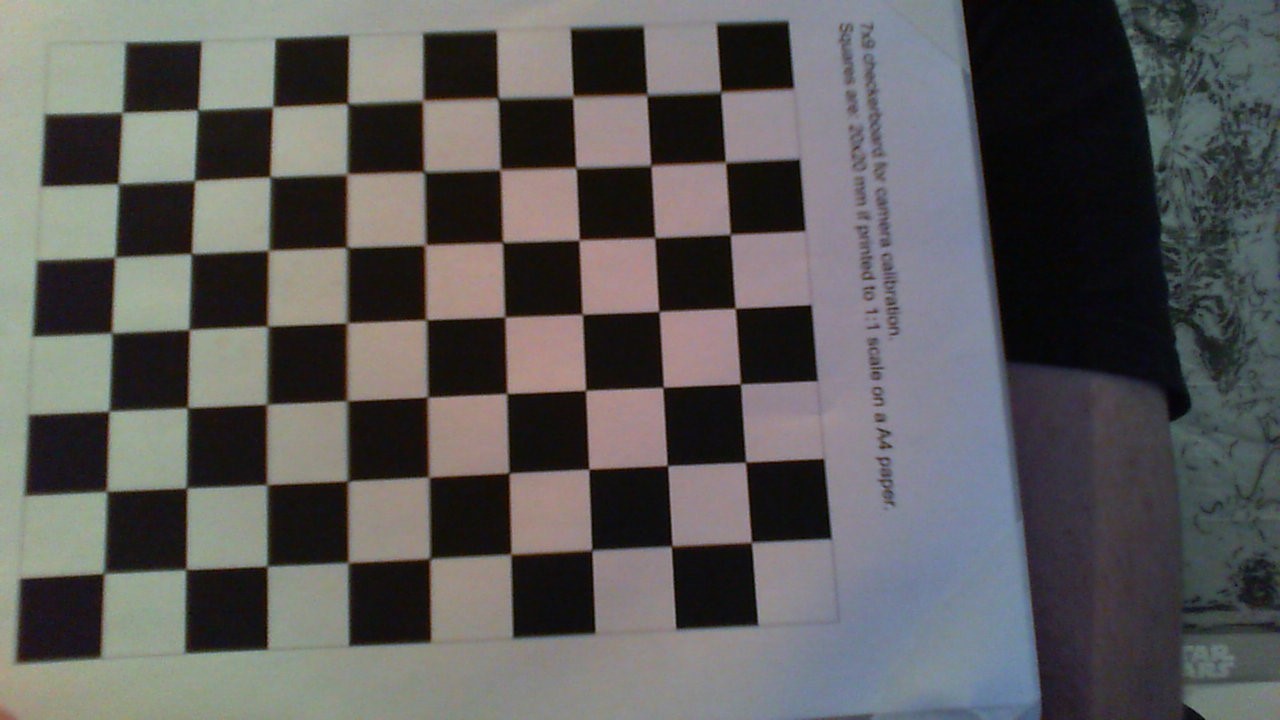 7x9 checkerboard for camera calibration.
Squares are: 20x20 mm if printed to 1:1 scale on a A4 paper.
STAR
WARS